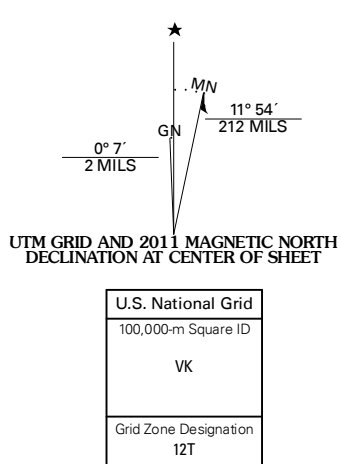 ★
MN
GN
11° 54´
212 MILS
0° 7´
2 MILS
UTM GRID AND 2011 MAGNETIC NORTH
DECLINATION AT CENTER OF SHEET
U.S. National Grid
100,000-m Square ID
VK
Grid Zone Designation
12T